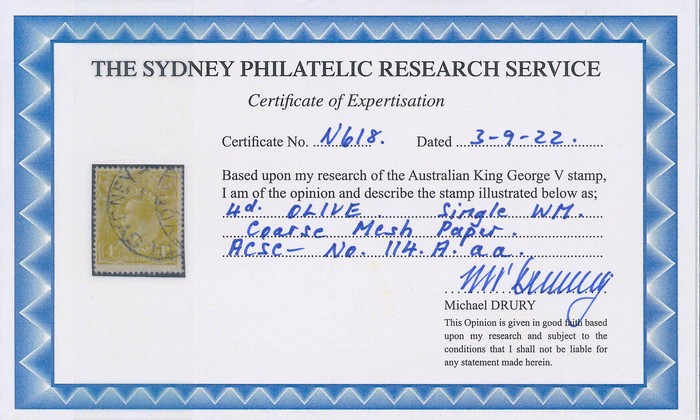 THE SYDNEY PHILATELIC RESEARCH SERVICE
Certificate of Expertisation
Certificate No. N618. Dated 3-9-22.
Based upon my research of the Australian King George V stamp,
I am of the opinion and describe the stamp illustrated below as;
4d. OLIVE. Single WM.
Coarse Mesh Paper.
ACSC- No. 114. A. aa.
Michael DRURY
This Opinion is given in good faith based
upon my research and subject to the
conditions that I shall not be liable for
any statement made herein.